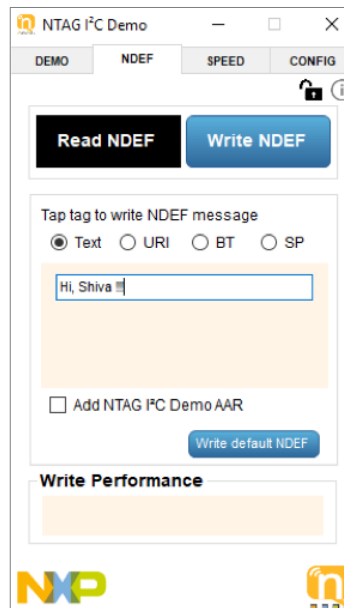 NTAG I²C Demo
DEMO NDEF SPEED CONFIG
Read NDEF Write NDEF
Tap tag to write NDEF message
Text URI BT SP
Hi, Shiva
Add NTAG I²C Demo AAR
Write default NDEF
Write Performance
NXP